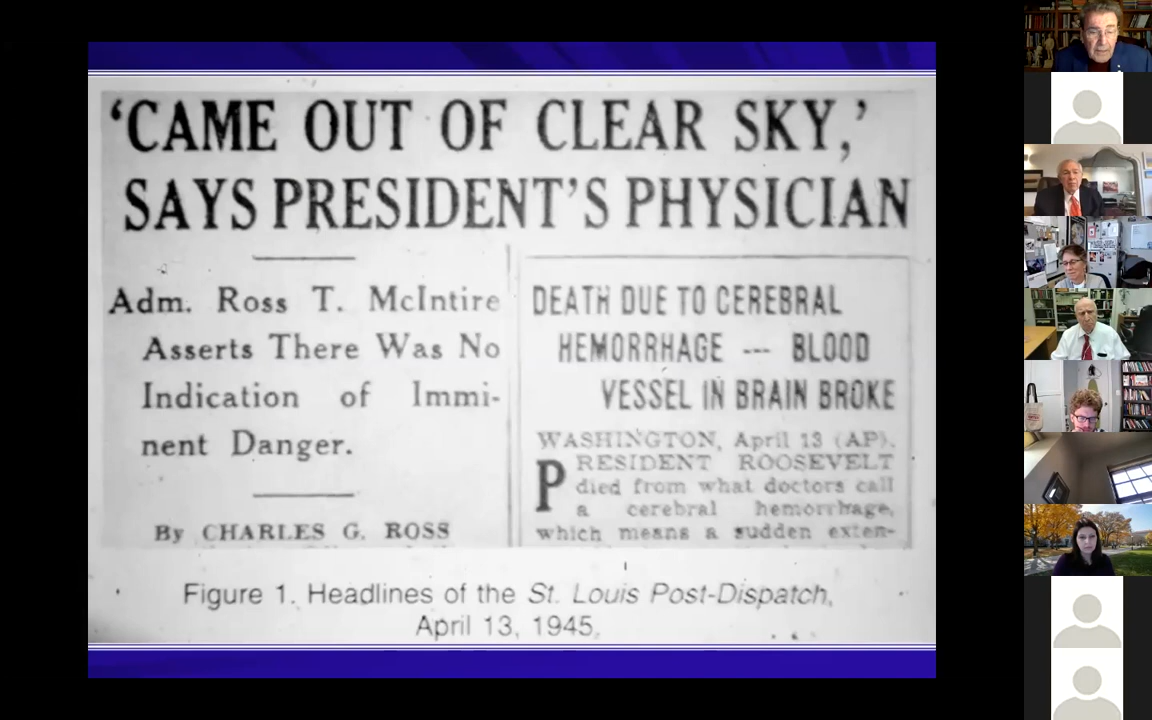 ‘CAME OUT OF CLEAR SKY,’
SAYS PRESIDENT’S PHYSICIAN
Adm. Ross T. McIntire
Asserts There Was No
Indication of Immi-
nent Danger.
By CHARLES G. ROSS
DEATH DUE TO CEREBRAL
HEMORRHAGE --- BLOOD
VESSEL IN BRAIN BROKE
WASHINGTON, April 13 (AP).
PRESIDENT ROOSEVELT
died from what doctors call
a cerebral hemorrhage,
which means a sudden exten-
Figure 1. Headlines of the St. Louis Post-Dispatch,
April 13, 1945.